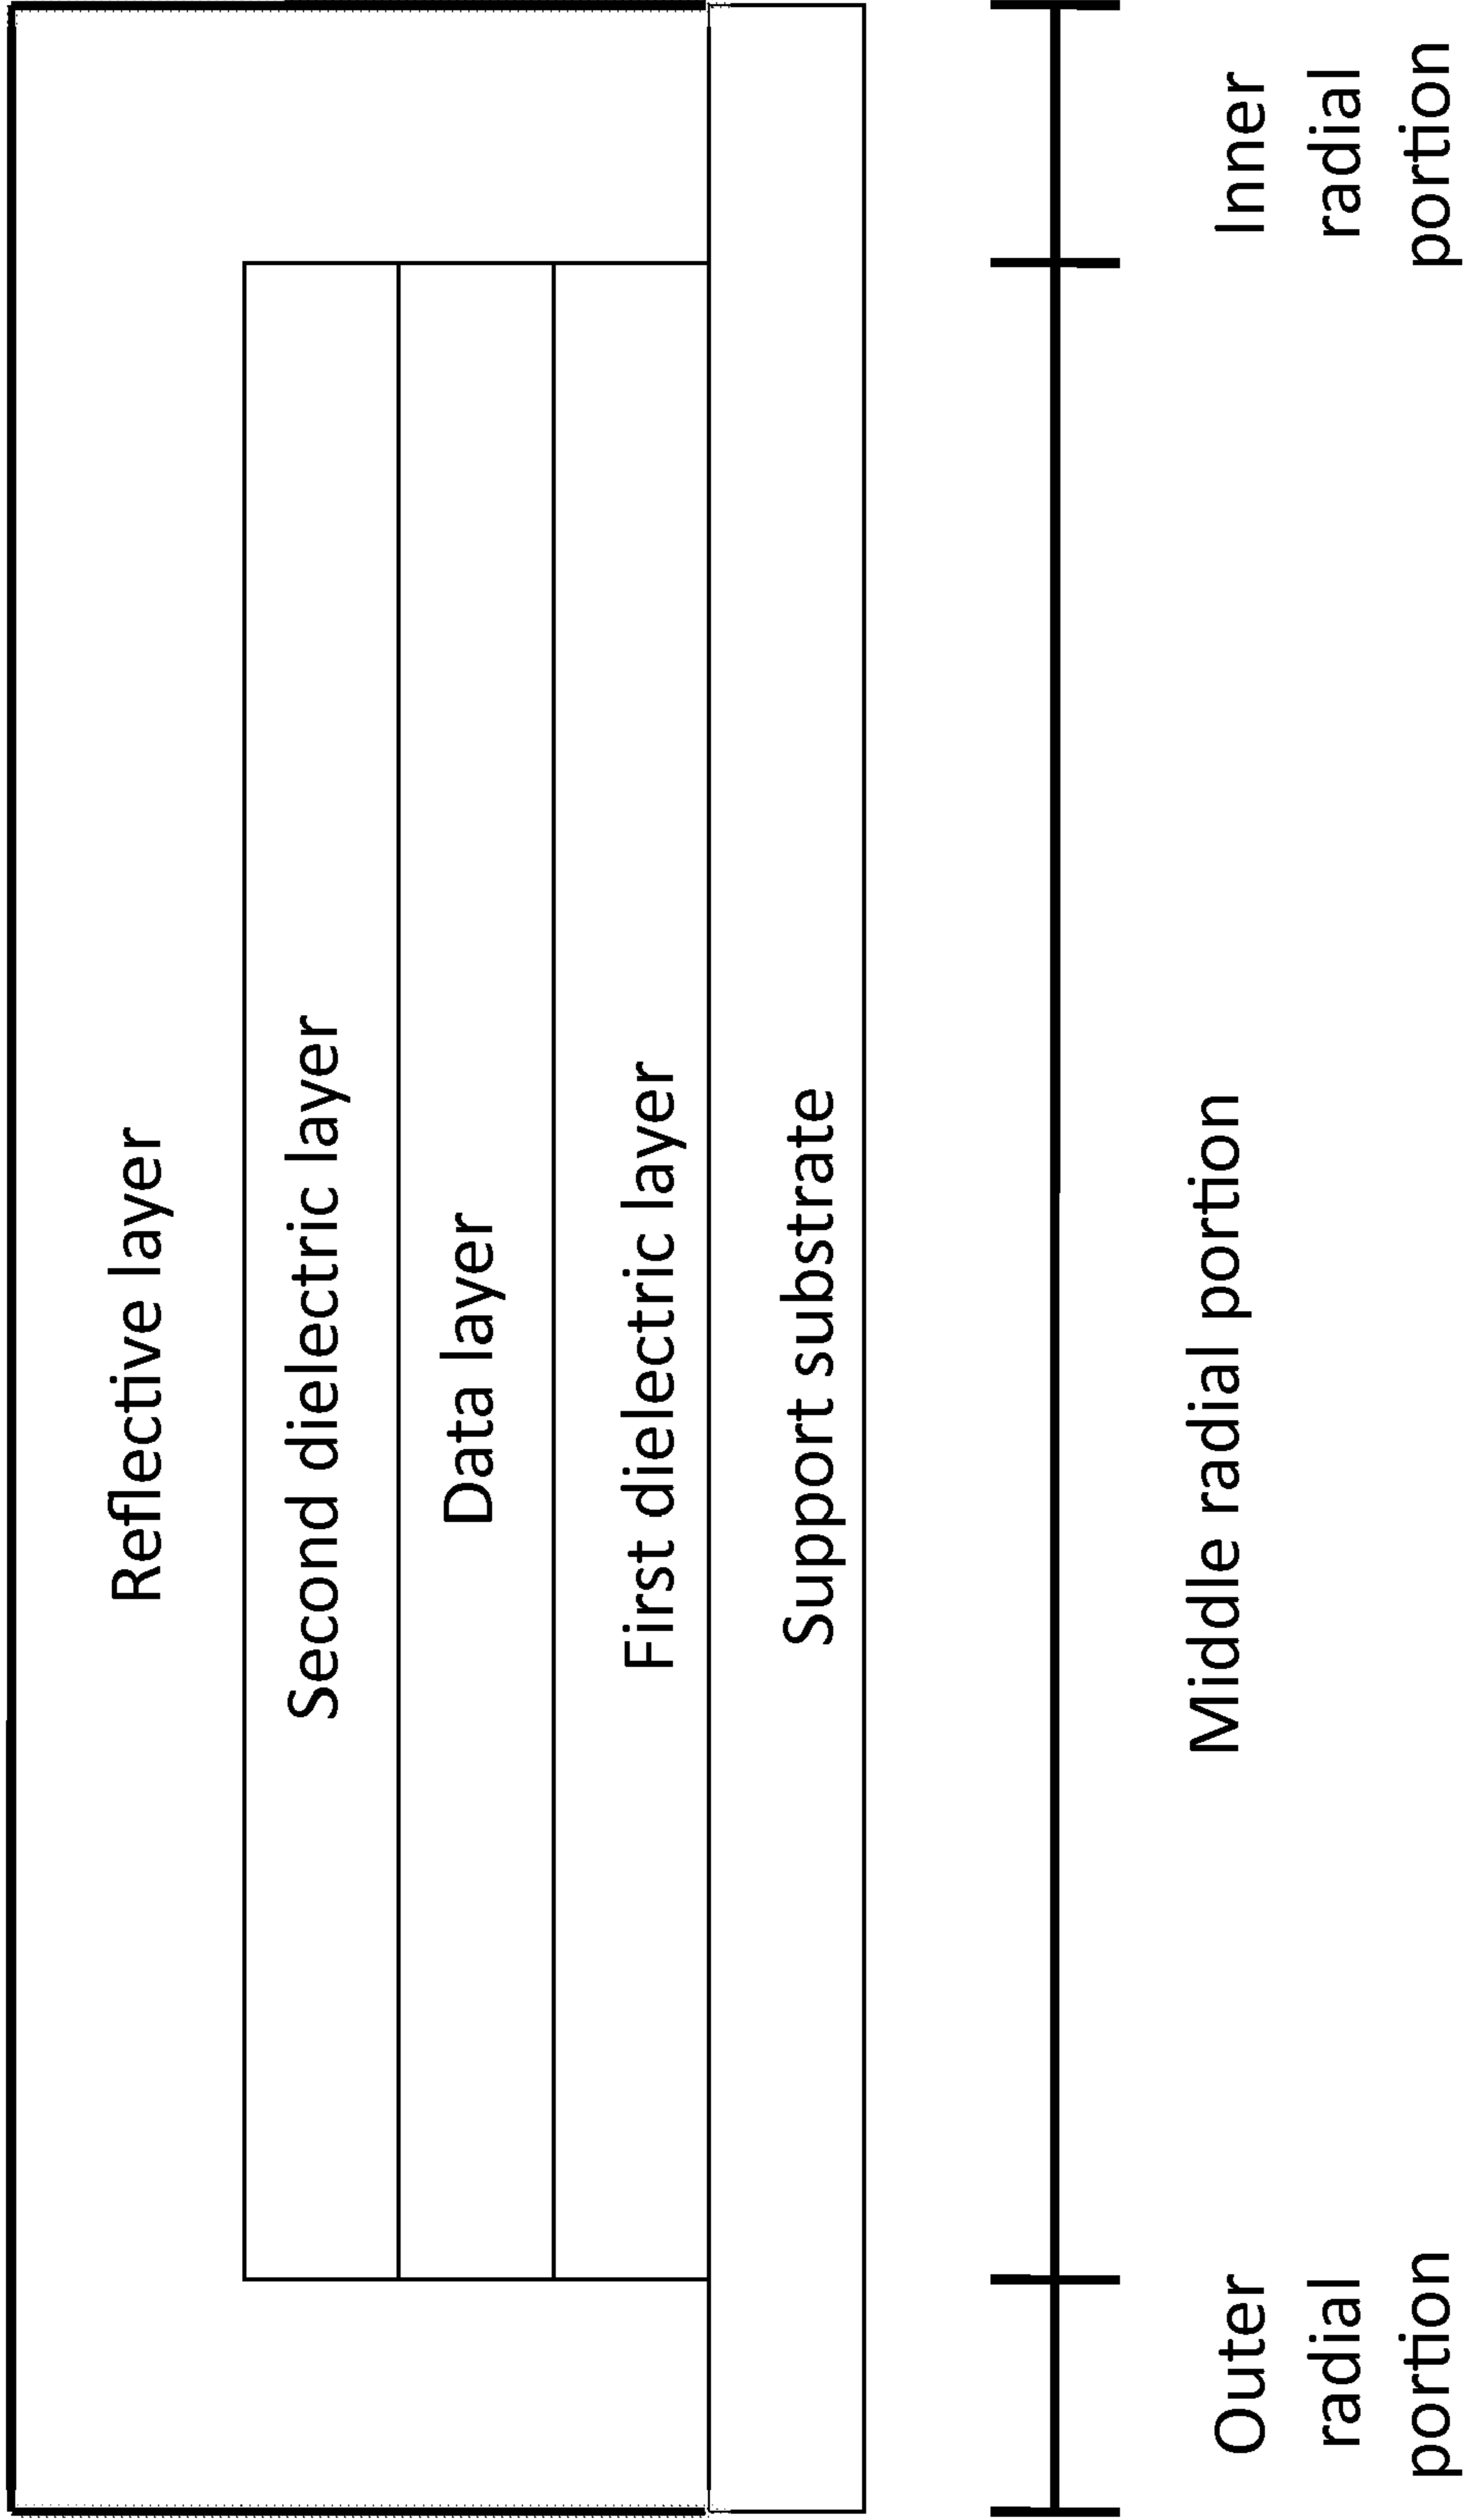 Reflective layer
Second dielectric layer
Data layer
First dielectric layer
Support substrate
Outer
radial
portion
Middle radial portion
Inner
radial
portion